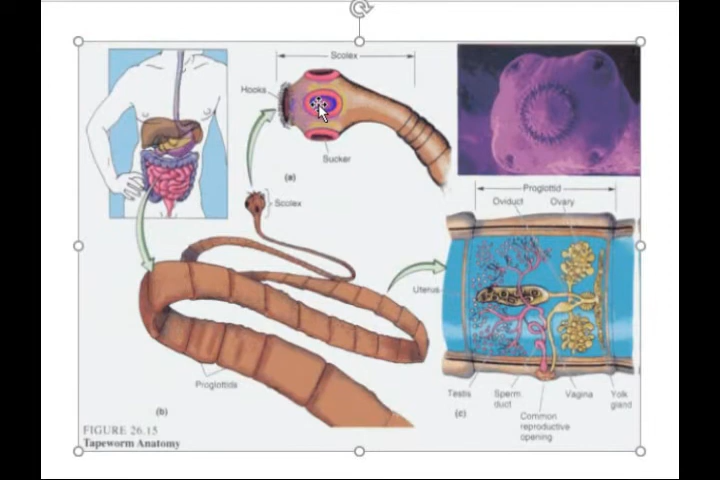 Scolex
Hooks
Sucker
(a)
Scolex
Proglottid
Oviduct
Ovary
Uterus
Proglottids
(b)
Testis
Sperm duct
Common reproductive opening
Vagina
Yolk gland
(c)
FIGURE 26.15
Tapeworm Anatomy